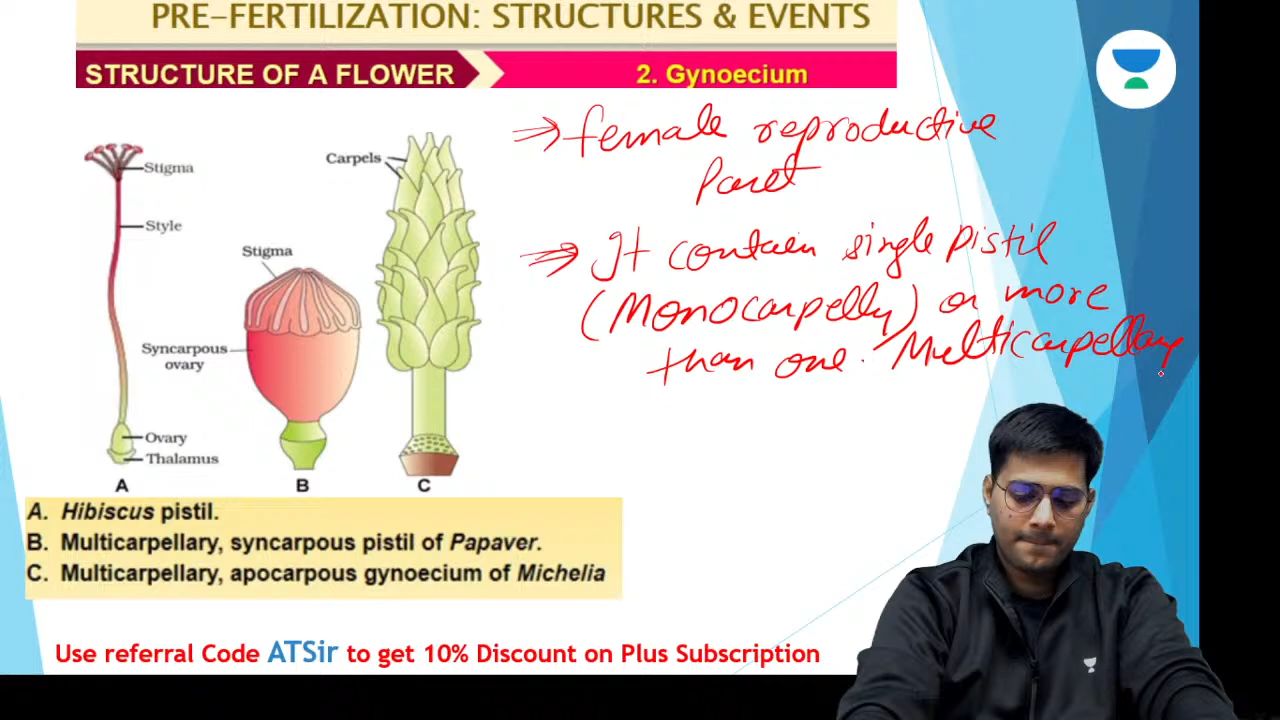 PRE-FERTILIZATION: STRUCTURES & EVENTS
STRUCTURE OF A FLOWER
2. Gynoecium
Stigma
Style
Ovary
Thalamus
A
Stigma
Syncarpous
ovary
B
Carpels
C
⇒ female reproductive
Part
⇒ It contain single pistil
(Monocarpelly) or more
than one. Multicarpellary
A. Hibiscus pistil.
B. Multicarpellary, syncarpous pistil of Papaver.
C. Multicarpellary, apocarpous gynoecium of Michelia
Use referral Code ATSir to get 10% Discount on Plus Subscription